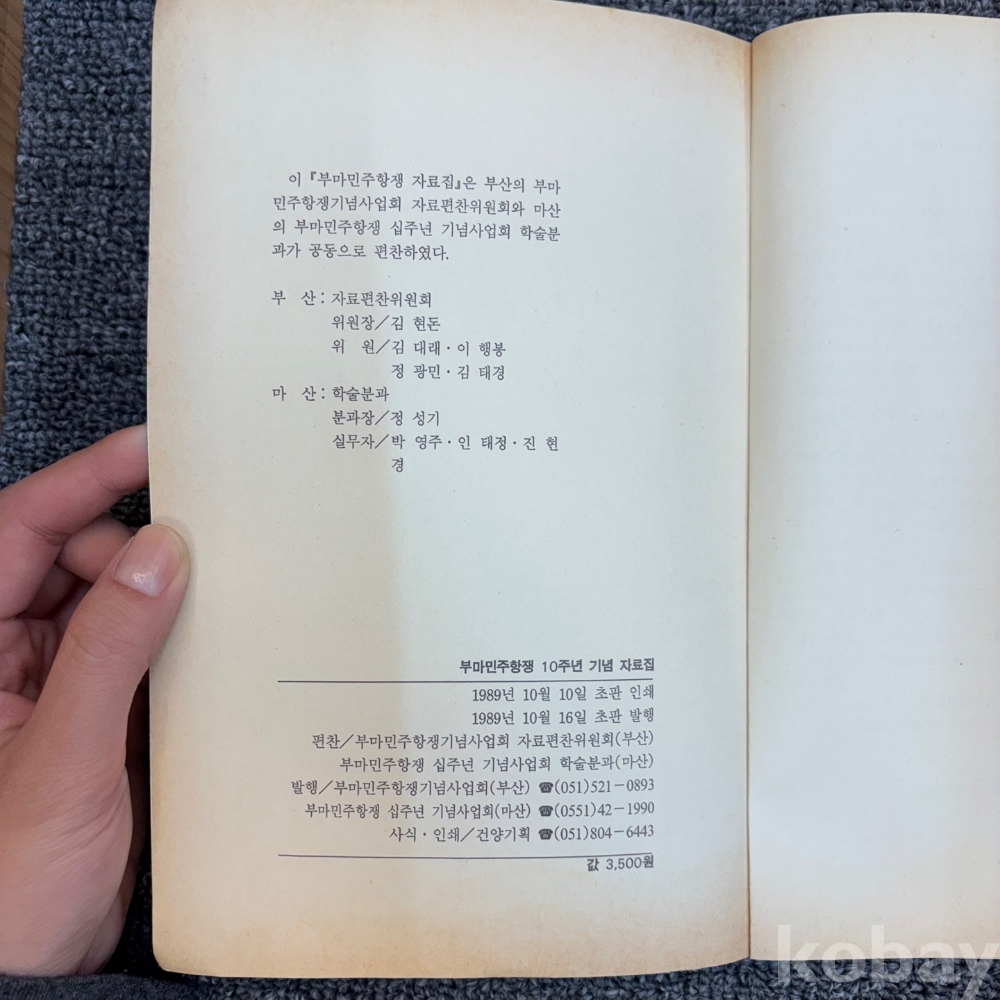 이 『부마민주항쟁 자료집』은 부산의 부마
민주항쟁기념사업회 자료편찬위원회와 마산
의 부마민주항쟁 십주년 기념사업회 학술분
과가 공동으로 편찬하였다.
부 산 : 자료편찬위원회
위원장／김 현돈
위 원／김 대래·이 행봉
정 광민·김 태경
마 산 : 학술분과
분과장／정 성기
실무자／박 영주·인 태정·진 현
경
부마민주항쟁 10주년 기념 자료집
1989년 10월 10일 초판 인쇄
1989년 10월 16일 초판 발행
편찬／부마민주항쟁기념사업회 자료편찬위원회(부산)
부마민주항쟁 십주년 기념사업회 학술분과(마산)
발행／부마민주항쟁기념사업회(부산) ☎(051)521－0893
부마민주항쟁 십주년 기념사업회(마산) ☎(0551)42－1990
사식·인쇄／건양기획 ☎(051)804－6443
값 3,500원
kobay